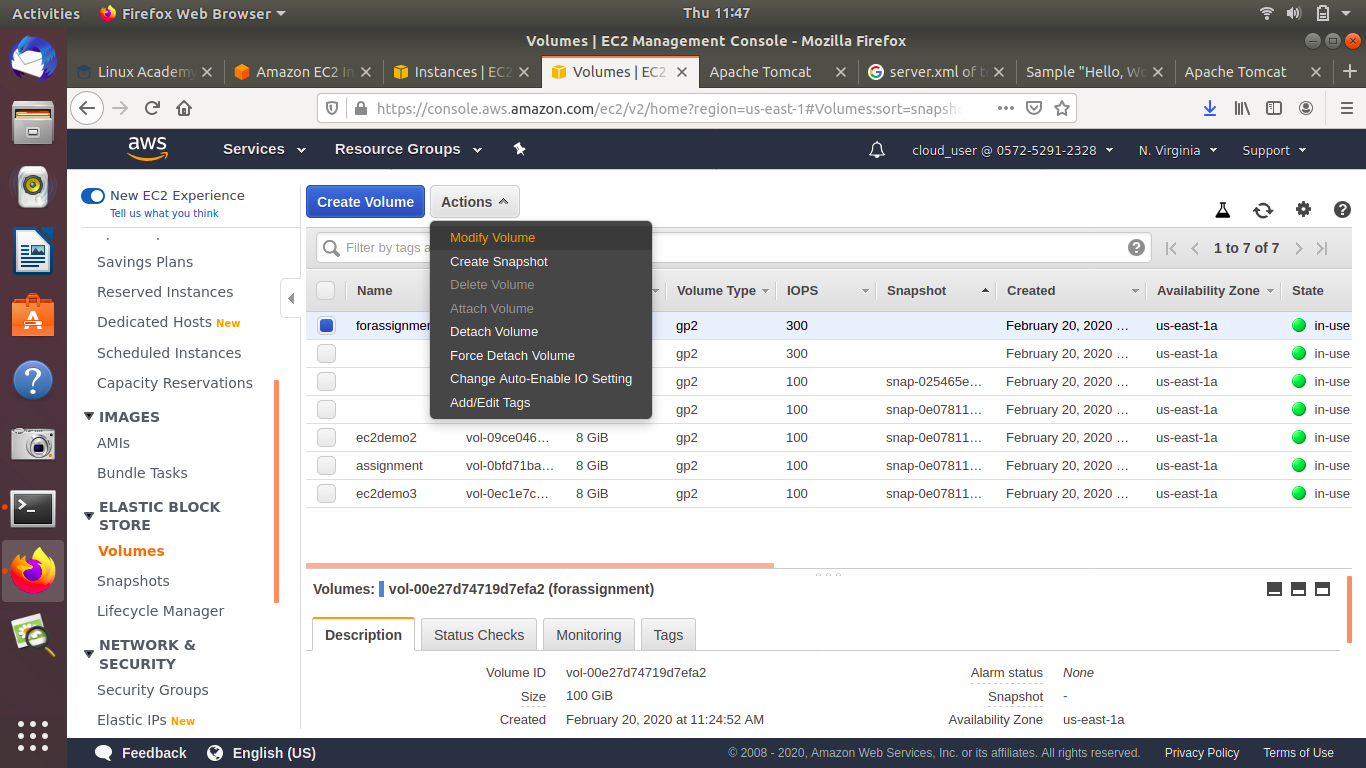 Activities Firefox Web Browser Thu 11:47
Volumes | EC2 Management Console - Mozilla Firefox
Linux Academy Amazon EC2 In Instances | EC2 Volumes | EC2 Apache Tomcat server.xml of t Sample "Hello, Wo Apache Tomcat
https://console.aws.amazon.com/ec2/v2/home?region=us-east-1#Volumes:sort=snapsho
aws Services Resource Groups cloud_user @ 0572-5291-2328 N. Virginia Support
New EC2 Experience
Tell us what you think
Savings Plans
Reserved Instances
Dedicated Hosts New
Scheduled Instances
Capacity Reservations
IMAGES
AMIs
Bundle Tasks
ELASTIC BLOCK
STORE
Volumes
Snapshots
Lifecycle Manager
NETWORK &
SECURITY
Security Groups
Elastic IPs New
Create Volume Actions
Modify Volume
Create Snapshot
Delete Volume
Attach Volume
Detach Volume
Force Detach Volume
Change Auto-Enable IO Setting
Add/Edit Tags
Filter by tags a 1 to 7 of 7
Name Volume Type IOPS Snapshot Created Availability Zone State
forassignmen gp2 300 February 20, 2020 ... us-east-1a in-use
gp2 300 February 20, 2020 ... us-east-1a in-use
gp2 100 snap-025465e... February 20, 2020 ... us-east-1a in-use
gp2 100 snap-0e07811... February 20, 2020 ... us-east-1a in-use
ec2demo2 vol-09ce046... 8 GiB gp2 100 snap-0e07811... February 20, 2020 ... us-east-1a in-use
assignment vol-0bfd71ba... 8 GiB gp2 100 snap-0e07811... February 20, 2020 ... us-east-1a in-use
ec2demo3 vol-0ec1e7c... 8 GiB gp2 100 snap-0e07811... February 20, 2020 ... us-east-1a in-use
Volumes: vol-00e27d74719d7efa2 (forassignment)
Description Status Checks Monitoring Tags
Volume ID vol-00e27d74719d7efa2 Alarm status None
Size 100 GiB Snapshot -
Created February 20, 2020 at 11:24:52 AM Availability Zone us-east-1a
Feedback English (US) © 2008 - 2020, Amazon Web Services, Inc. or its affiliates. All rights reserved. Privacy Policy Terms of Use